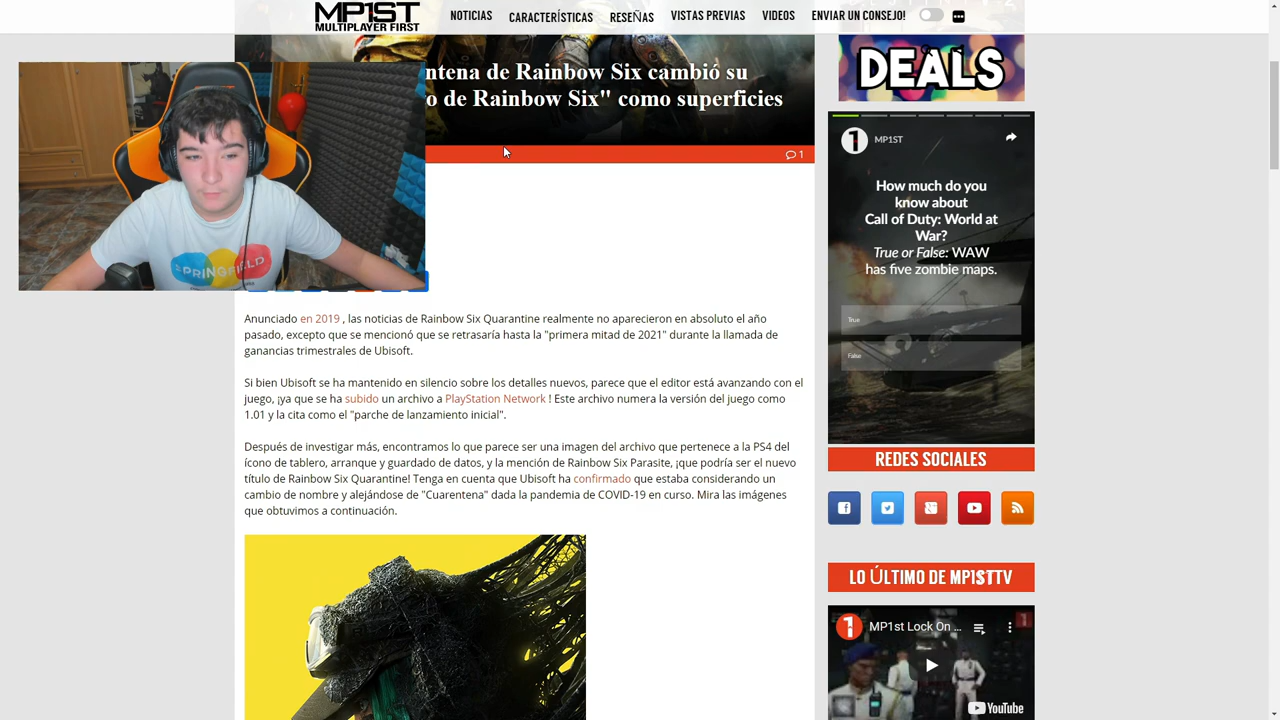 MP1ST
MULTIPLAYER FIRST
NOTICIAS
CARACTERÍSTICAS
RESEÑAS
VISTAS PREVIAS
VIDEOS
ENVIAR UN CONSEJO!
ntena de Rainbow Six cambió su
o de Rainbow Six" como superficies
1
SPRINGFIELD
Anunciado en 2019 , las noticias de Rainbow Six Quarantine realmente no aparecieron en absoluto el año
pasado, excepto que se mencionó que se retrasaría hasta la "primera mitad de 2021" durante la llamada de
ganancias trimestrales de Ubisoft.
Si bien Ubisoft se ha mantenido en silencio sobre los detalles nuevos, parece que el editor está avanzando con el
juego, ¡ya que se ha subido un archivo a PlayStation Network ! Este archivo numera la versión del juego como
1.01 y la cita como el "parche de lanzamiento inicial".
Después de investigar más, encontramos lo que parece ser una imagen del archivo que pertenece a la PS4 del
ícono de tablero, arranque y guardado de datos, y la mención de Rainbow Six Parasite, ¡que podría ser el nuevo
título de Rainbow Six Quarantine! Tenga en cuenta que Ubisoft ha confirmado que estaba considerando un
cambio de nombre y alejándose de "Cuarentena" dada la pandemia de COVID-19 en curso. Mira las imágenes
que obtuvimos a continuación.
DEALS
MP1ST
How much do you
know about
Call of Duty: World at
War?
True or False: WAW
has five zombie maps.
True
False
REDES SOCIALES
LO ÚLTIMO DE MP1STTV
MP1st Lock On ...
YouTube